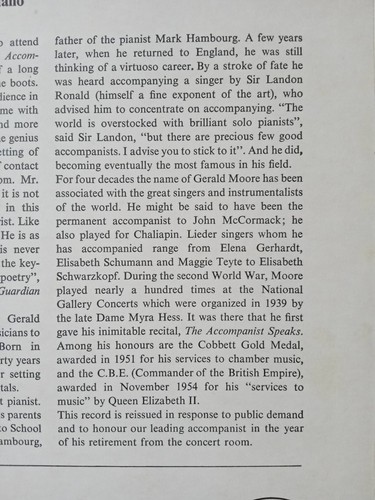 ano
o attend
Accom-
f a long
e boots.
dience in
me with
nd more
e genius
etting of
f contact
om. Mr.
it is not
in this
rist. Like
He is as
is never
the key-
poetry",
Guardian
Gerald
sicians to
Born in
rty years
r setting
tals.
t pianist.
s parents
to School
ambourg,
father of the pianist Mark Hambourg. A few years
later, when he returned to England, he was still
thinking of a virtuoso career. By a stroke of fate he
was heard accompanying a singer by Sir Landon
Ronald (himself a fine exponent of the art), who
advised him to concentrate on accompanying. "The
world is overstocked with brilliant solo pianists",
said Sir Landon, "but there are precious few good
accompanists. I advise you to stick to it". And he did,
becoming eventually the most famous in his field.
For four decades the name of Gerald Moore has been
associated with the great singers and instrumentalists
of the world. He might be said to have been the
permanent accompanist to John McCormack; he
also played for Chaliapin. Lieder singers whom he
has accompanied range from Elena Gerhardt,
Elisabeth Schumann and Maggie Teyte to Elisabeth
Schwarzkopf. During the second World War, Moore
played nearly a hundred times at the National
Gallery Concerts which were organized in 1939 by
the late Dame Myra Hess. It was there that he first
gave his inimitable recital, The Accompanist Speaks.
Among his honours are the Cobbett Gold Medal,
awarded in 1951 for his services to chamber music,
and the C.B.E. (Commander of the British Empire),
awarded in November 1954 for his "services to
music" by Queen Elizabeth II.
This record is reissued in response to public demand
and to honour our leading accompanist in the year
of his retirement from the concert room.